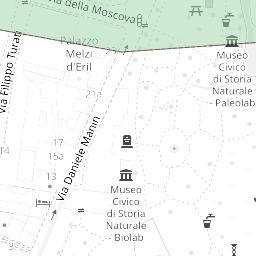 della Moscova
21a
Palazzo
Melzi
d'Eril
Museo
Civico
di Storia
Naturale
- Paleolab
Via Filippo Turati
17
15a
13
Via Daniele Manin
Museo
Civico
di Storia
Naturale
- Biolab